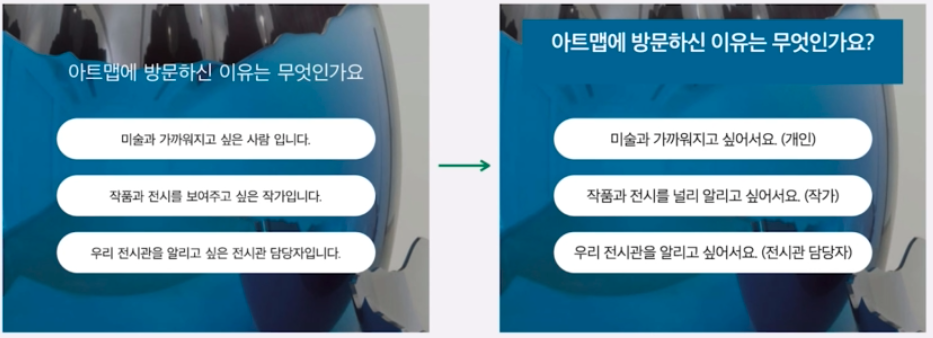 아트맵에 방문하신 이유는 무엇인가요
미술과 가까워지고 싶은 사람 입니다.
작품과 전시를 보여주고 싶은 작가입니다.
우리 전시관을 알리고 싶은 전시관 담당자입니다.
아트맵에 방문하신 이유는 무엇인가요?
미술과 가까워지고 싶어서요. (개인)
작품과 전시를 널리 알리고 싶어서요. (작가)
우리 전시관을 알리고 싶어서요. (전시관 담당자)